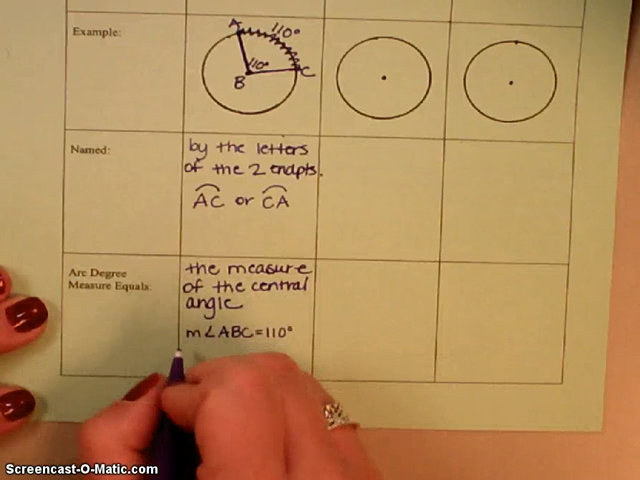 Example:
A
110°
110°
B
C
Named:
by the letters
of the 2 endpts.
AC or CA
Arc Degree
Measure Equals:
the measure
of the central
angle
m∠ABC=110°
Screencast-O-Matic.com